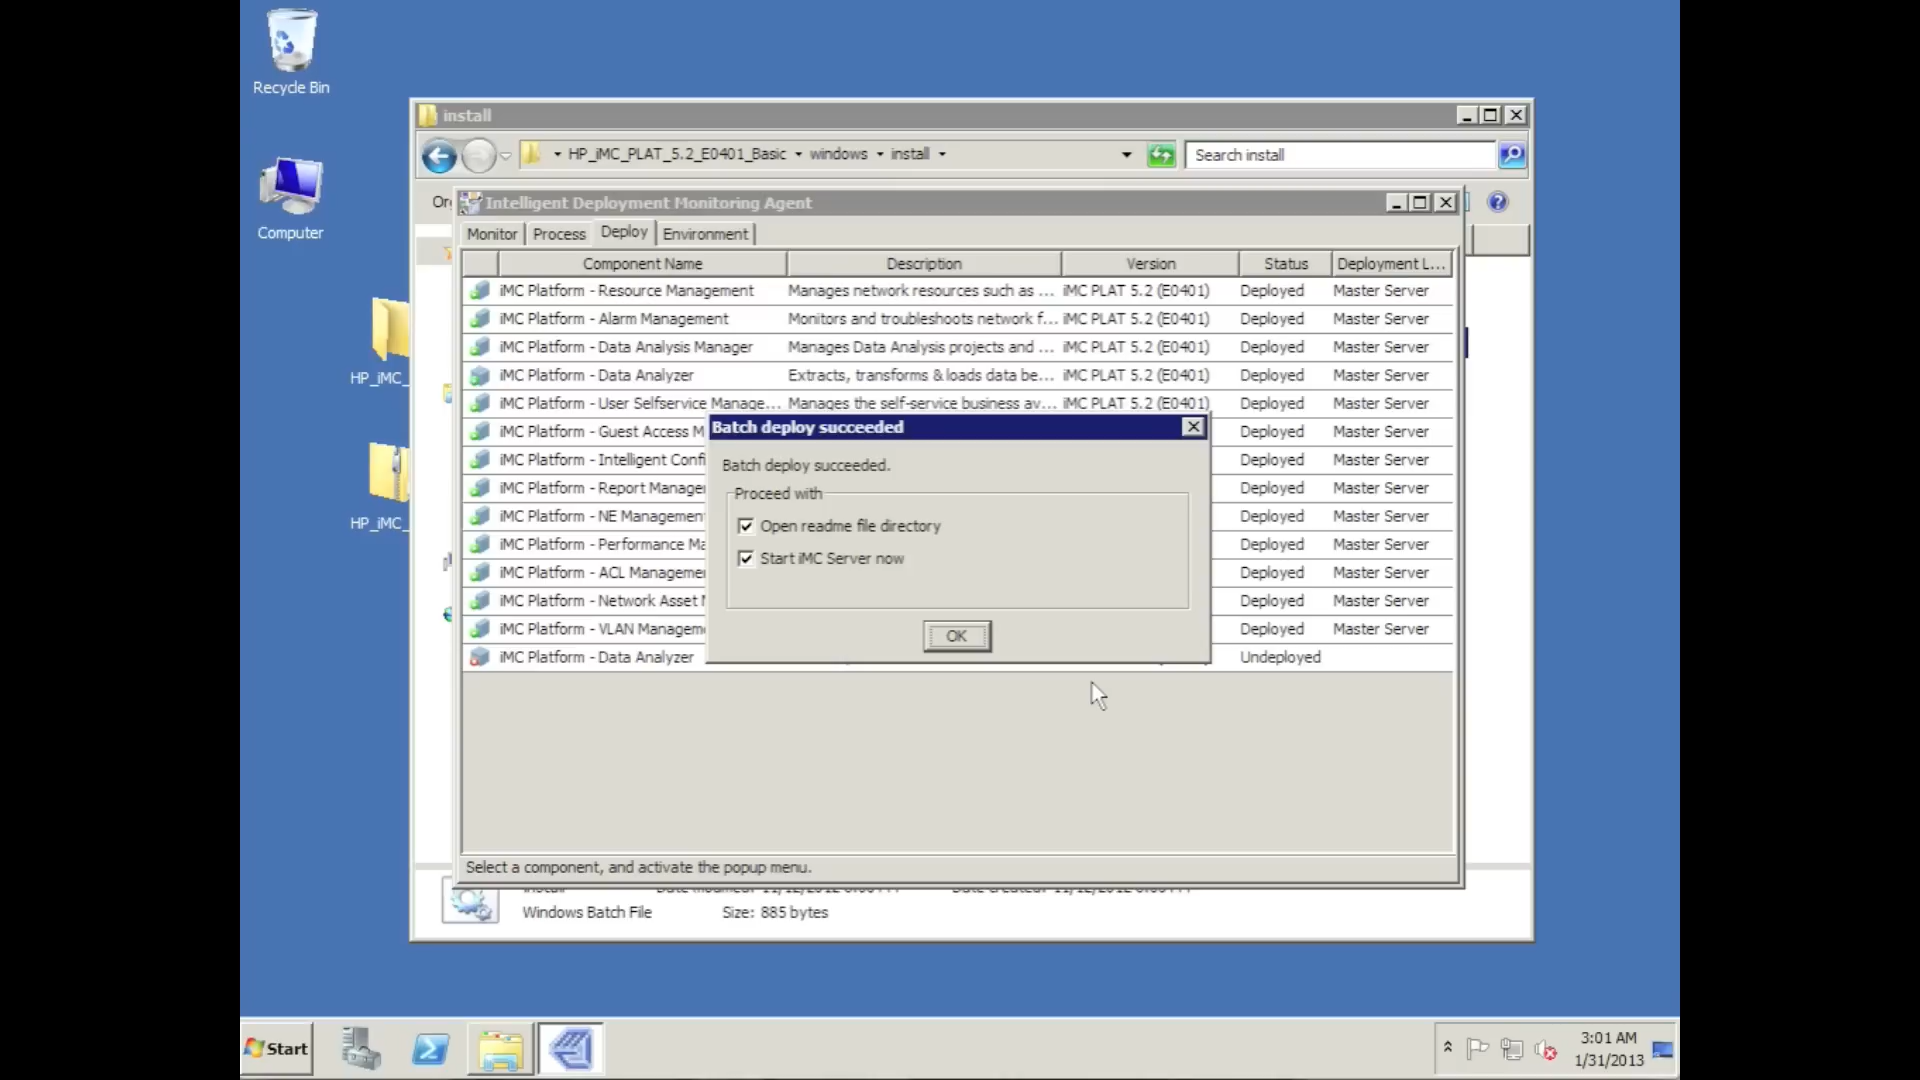 Recycle Bin
Computer
HP_iMC_
HP_iMC_
install
HP_iMC_PLAT_5.2_E0401_Basic
windows
install
Search install
Intelligent Deployment Monitoring Agent
Monitor
Process
Deploy
Environment
Component Name
Description
Version
Status
Deployment L...
iMC Platform - Resource Management Manages network resources such as ... iMC PLAT 5.2 (E0401) Deployed Master Server
iMC Platform - Alarm Management Monitors and troubleshoots network f... iMC PLAT 5.2 (E0401) Deployed Master Server
iMC Platform - Data Analysis Manager Manages Data Analysis projects and ... iMC PLAT 5.2 (E0401) Deployed Master Server
iMC Platform - Data Analyzer Extracts, transforms & loads data be... iMC PLAT 5.2 (E0401) Deployed Master Server
iMC Platform - User Selfservice Manage... Manages the self-service business av... iMC PLAT 5.2 (E0401) Deployed Master Server
iMC Platform - Guest Access M Deployed Master Server
iMC Platform - Intelligent Confi Deployed Master Server
iMC Platform - Report Manage Deployed Master Server
iMC Platform - NE Management Deployed Master Server
iMC Platform - Performance Ma Deployed Master Server
iMC Platform - ACL Manageme Deployed Master Server
iMC Platform - Network Asset Deployed Master Server
iMC Platform - VLAN Managem Deployed Master Server
iMC Platform - Data Analyzer Undeployed
Batch deploy succeeded
Batch deploy succeeded.
Proceed with
Open readme file directory
Start iMC Server now
OK
Select a component, and activate the popup menu.
Windows Batch File Size: 885 bytes
Start
3:01 AM
1/31/2013